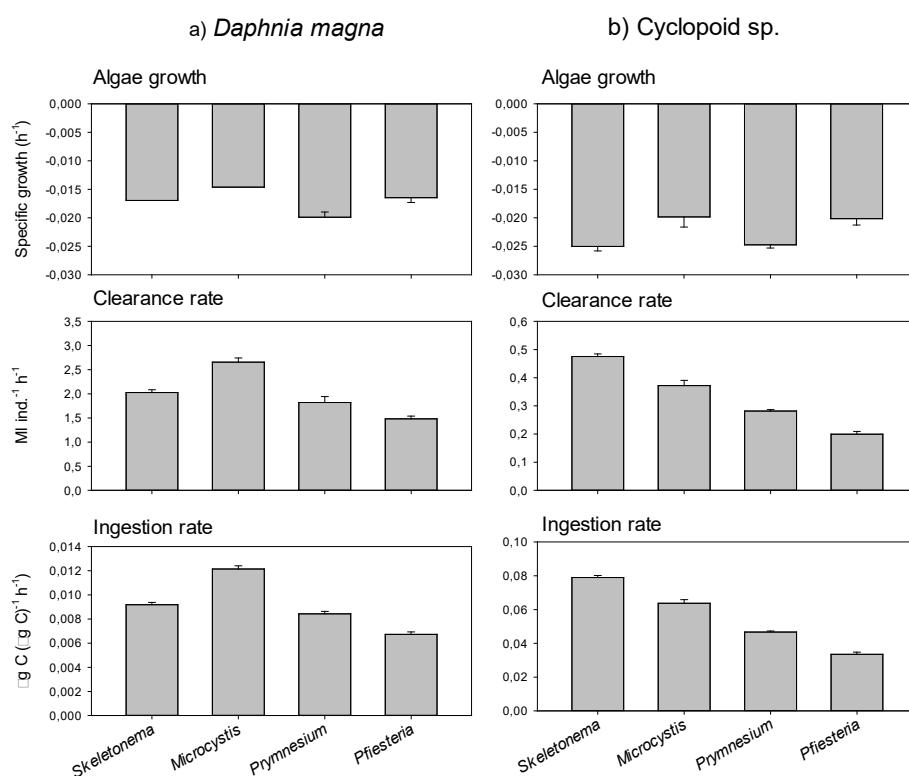 a) Daphnia magna
b) Cyclopoid sp.
Algae growth
Algae growth
0,000
-0,005
-0,010
-0,015
-0,020
-0,025
-0,030
Specific growth (h⁻¹)
0,000
-0,005
-0,010
-0,015
-0,020
-0,025
-0,030
Clearance rate
Clearance rate
3,5
3,0
2,5
2,0
1,5
1,0
0,5
0,0
Ml ind.⁻¹ h⁻¹
0,6
0,5
0,4
0,3
0,2
0,1
0,0
Ingestion rate
Ingestion rate
0,014
0,012
0,010
0,008
0,006
0,004
0,002
0,000
□g C (□g C)⁻¹ h⁻¹)
0,10
0,08
0,06
0,04
0,02
0,00
Skeletonema
Microcystis
Prymnesium
Pfiesteria
Skeletonema
Microcystis
Prymnesium
Pfiesteria